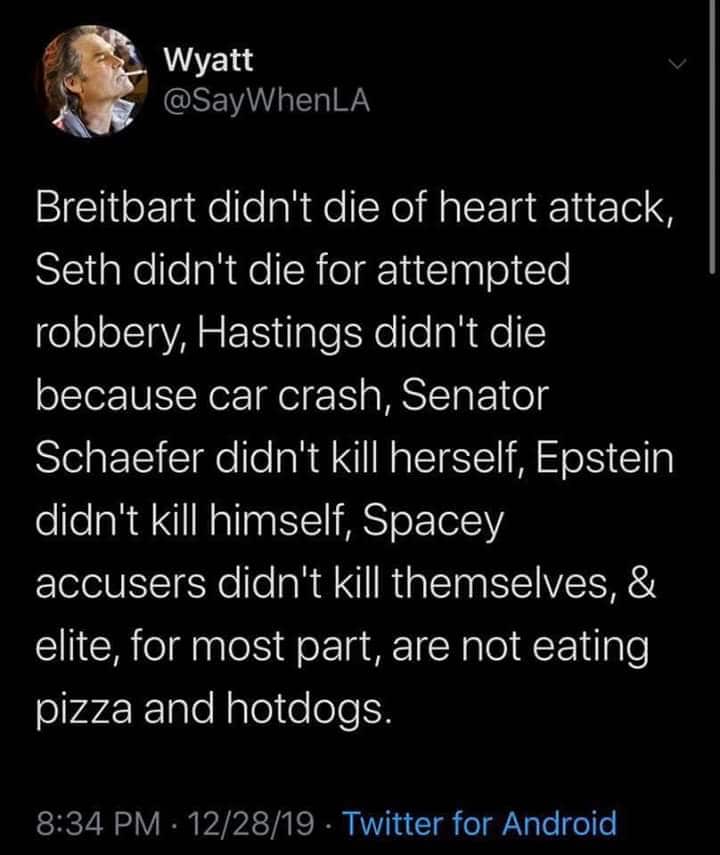 Wyatt
@SayWhenLA
Breitbart didn't die of heart attack,
Seth didn't die for attempted
robbery, Hastings didn't die
because car crash, Senator
Schaefer didn't kill herself, Epstein
didn't kill himself, Spacey
accusers didn't kill themselves, &
elite, for most part, are not eating
pizza and hotdogs.
8:34 PM · 12/28/19 · Twitter for Android